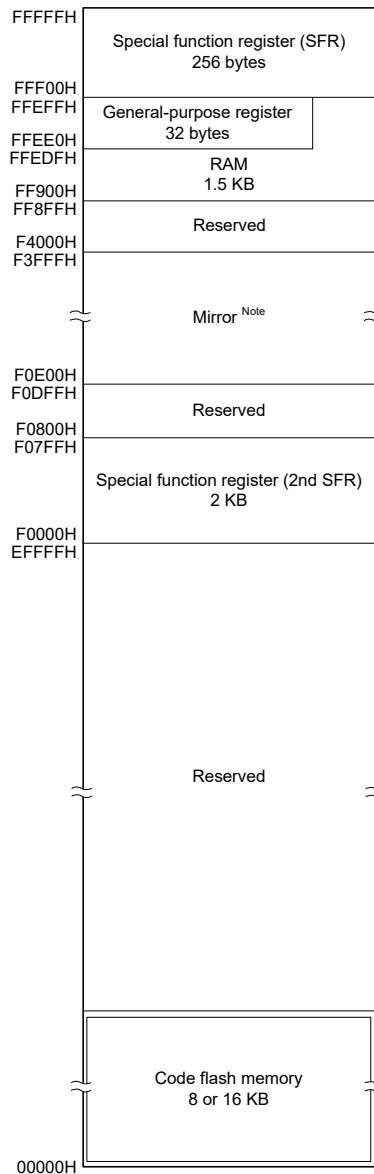 FFFFFH
Special function register (SFR)
256 bytes
FFF00H
FFEFFH
General-purpose register
32 bytes
FFEE0H
FFEDFH
RAM
1.5 KB
FF900H
FF8FFH
Reserved
F4000H
F3FFFH
Mirror Note
F0E00H
F0DFFH
Reserved
F0800H
F07FFH
Special function register (2nd SFR)
2 KB
F0000H
EFFFFH
Reserved
Code flash memory
8 or 16 KB
00000H